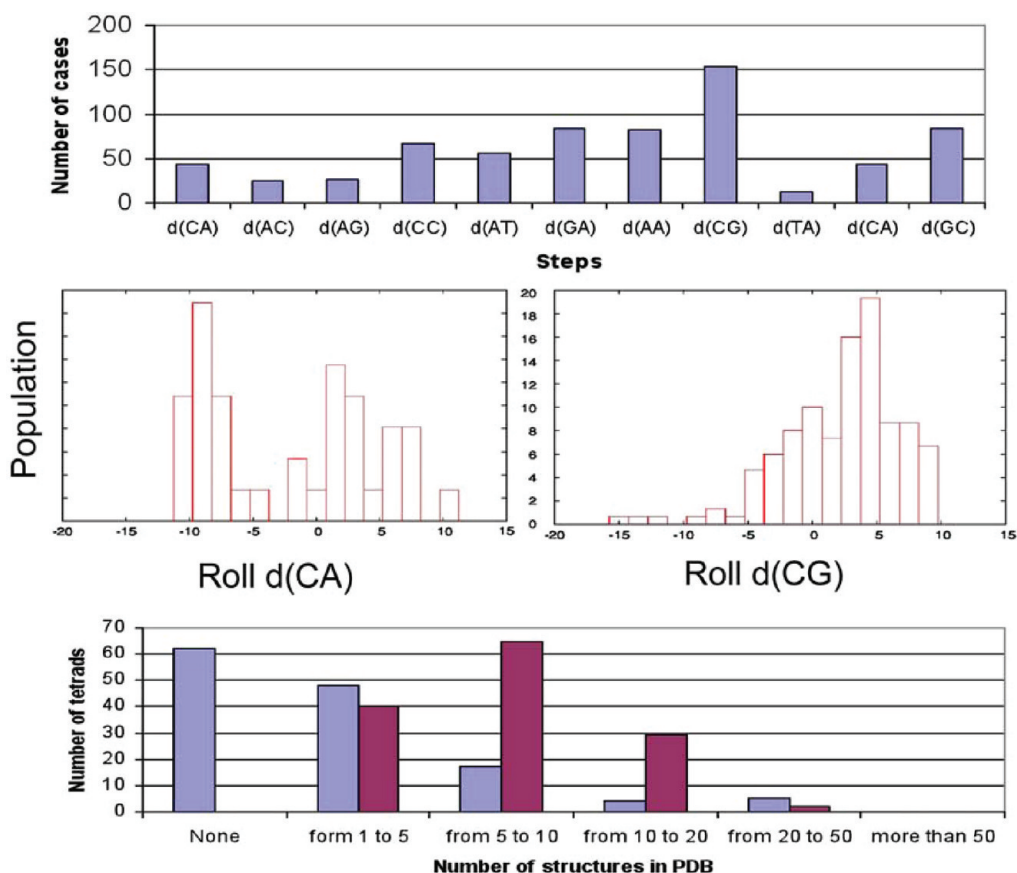 200
150
100
50
0
Number of cases
d(CA) d(AC) d(AG) d(CC) d(AT) d(GA) d(AA) d(CG) d(TA) d(CA) d(GC)
Steps
Population
-20 -15 -10 -5 0 5 10 15
Roll d(CA)
20
18
16
14
12
10
8
6
4
2
0
-20 -15 -10 -5 0 5 10 15
Roll d(CG)
70
60
50
40
30
20
10
0
Number of tetrads
None form 1 to 5 from 5 to 10 from 10 to 20 from 20 to 50 more than 50
Number of structures in PDB